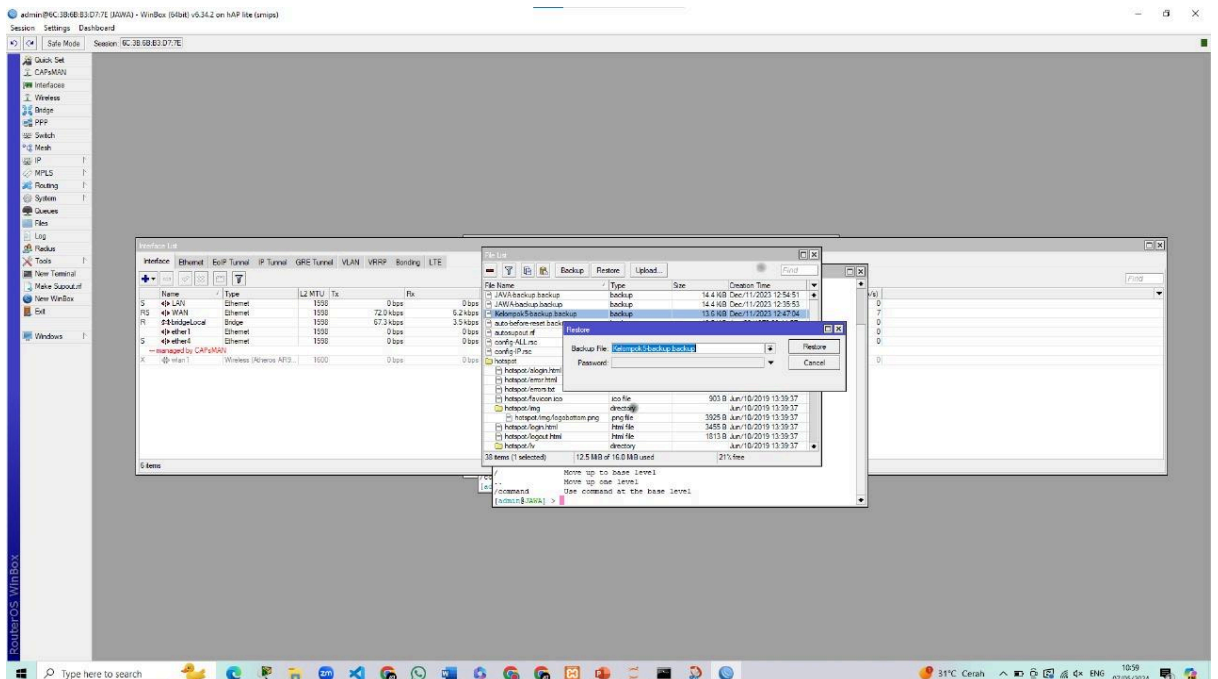 admin@6C:3B:6B:B3:D7:7E (JAWA) - WinBox (64bit) v6.34.2 on hAP lite (smips)
Session Settings Dashboard
Safe Mode Session: 6C:3B:6B:B3:D7:7E
Quick Set
CAPsMAN
Interfaces
Wireless
Bridge
PPP
Switch
Mesh
IP
MPLS
Routing
System
Queues
Files
Log
Radius
Tools
New Terminal
Make Supout.rif
New WinBox
Exit
Windows
RouterOS WinBox
Interface List
Interface Ethernet EoIP Tunnel IP Tunnel GRE Tunnel VLAN VRRP Bonding LTE
Find
Name Type L2 MTU Tx Rx
S LAN Ethernet 1598 0 bps 0 bps
RS WAN Ethernet 1598 72.0 kbps 6.2 kbps
R bridgeLocal Bridge 1598 67.3 kbps 3.5 kbps
ether1 Ethernet 1598 0 bps 0 bps
S ether4 Ethernet 1598 0 bps 0 bps
managed by CAPsMAN
X wlan1 1600 0 bps 0 bps
6 items
File List
Backup Restore Upload... Find
File Name Type Size Creation Time
JAVA-backup.backup backup 14.4 KiB Dec/11/2023 12:54:51
JAWA-backup.backup backup 14.4 KiB Dec/11/2023 12:35:53
Kelompok5-backup.backup backup 13.6 KiB Dec/11/2023 12:47:04
auto-before-reset.back
autosupout.rif
config-ALL.rsc
config-IP.rsc
hotspot
hotspot/alogin.html
hotspot/error.html
hotspot/errors.txt
hotspot/favicon.ico .ico file 903 B Jun/10/2019 13:39:37
hotspot/img directory Jun/10/2019 13:39:37
hotspot/img/logobottom.png .png file 3925 B Jun/10/2019 13:39:37
hotspot/login.html .html file 3455 B Jun/10/2019 13:39:37
hotspot/logout.html .html file 1813 B Jun/10/2019 13:39:37
hotspot/lv directory Jun/10/2019 13:39:37
38 items (1 selected) 12.5 MiB of 16.0 MiB used 21% free
Restore
Backup File: Kelompok5-backup.backup Restore
Password: Cancel
/ Move up to base level
.. Move up one level
/command Use command at the base level
[admin@JAWA] >
Type here to search
31°C Cerah ENG 10:59
07/05/2024